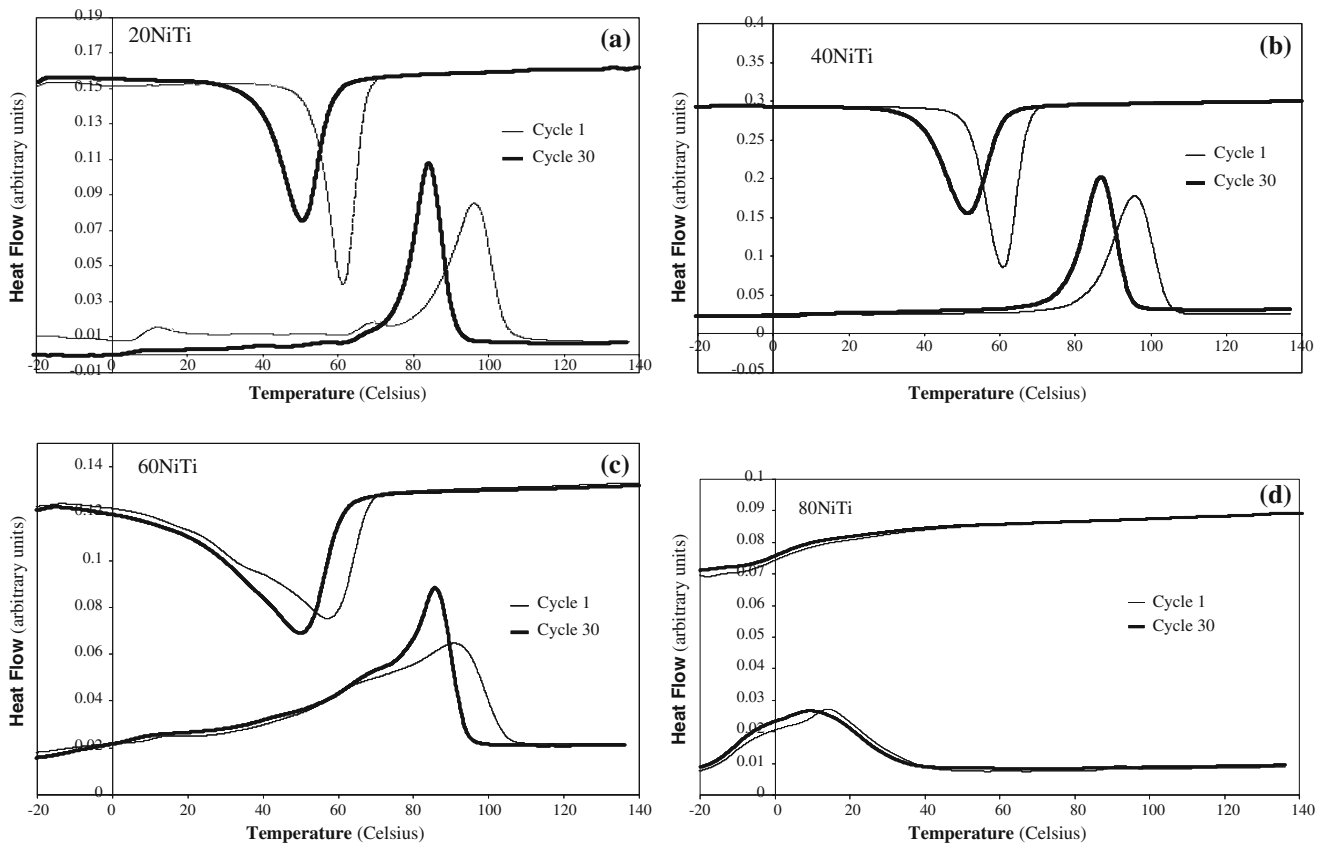 0.19
20NiTi
(a)
0.17
0.15
0.13
Cycle 1
0.11
Cycle 30
0.09
0.07
0.05
0.03
0.01
-20 0 20 40 60 80 100 120 140
-0.01
Heat Flow (arbitrary units)
Temperature (Celsius)
0.4
40NiTi
(b)
0.35
0.3
0.25
Cycle 1
0.2
Cycle 30
0.15
0.1
0.05
0
-20 0 20 40 60 80 100 120 140
-0.05
Heat Flow (arbitrary units)
Temperature (Celsius)
0.14
60NiTi
(c)
0.12
0.1
0.08
Cycle 1
Cycle 30
0.06
0.04
0.02
0
-20 0 20 40 60 80 100 120 140
Heat Flow (arbitrary units)
Temperature (Celsius)
0.1
80NiTi
(d)
0.09
0.08
0.07
0.06
Cycle 1
Cycle 30
0.05
0.04
0.03
0.02
0.01
0
-20 0 20 40 60 80 100 120 140
Heat Flow (arbitrary units)
Temperature (Celsius)